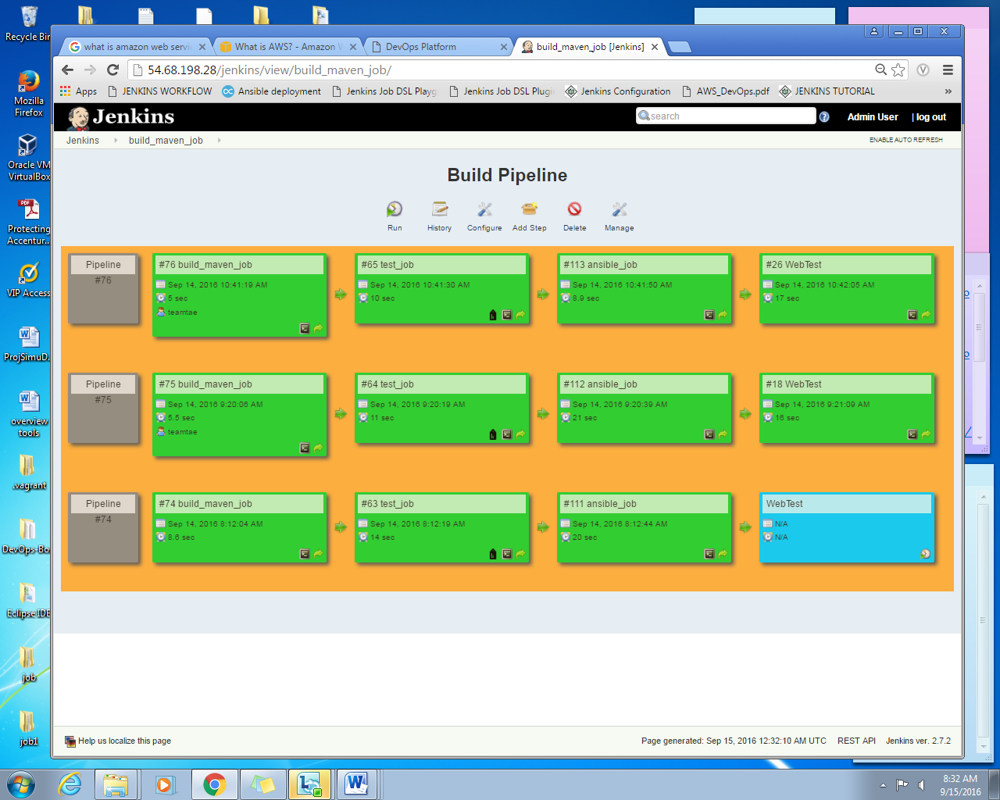 Recycle Bin
Mozilla
Firefox
Oracle VM
VirtualBox
Protecting
Accentur...
VIP Access
ProjSimuD...
overview
tools
.vagrant
DevOps-Bo
Eclipse IDE
job
job1
what is amazon web servic
What is AWS? - Amazon W
DevOps Platform
build_maven_job [Jenkins]
54.68.198.28/jenkins/view/build_maven_job/
Apps
JENKINS WORKFLOW
Ansible deployment
Jenkins Job DSL Playg
Jenkins Job DSL Plugi
Jenkins Configuration
AWS_DevOps.pdf
JENKINS TUTORIAL
»
Jenkins
search
Admin User
| log out
Jenkins
build_maven_job
ENABLE AUTO REFRESH
Build Pipeline
Run
History
Configure
Add Step
Delete
Manage
Pipeline
#76
#76 build_maven_job
Sep 14, 2016 10:41:19 AM
5 sec
teamtae
#65 test_job
Sep 14, 2016 10:41:30 AM
10 sec
#113 ansible_job
Sep 14, 2016 10:41:50 AM
8.9 sec
#26 WebTest
Sep 14, 2016 10:42:05 AM
17 sec
Pipeline
#75
#75 build_maven_job
Sep 14, 2016 9:20:06 AM
5.5 sec
teamtae
#64 test_job
Sep 14, 2016 9:20:19 AM
11 sec
#112 ansible_job
Sep 14, 2016 9:20:39 AM
21 sec
#18 WebTest
Sep 14, 2016 9:21:09 AM
16 sec
Pipeline
#74
#74 build_maven_job
Sep 14, 2016 8:12:04 AM
8.6 sec
#63 test_job
Sep 14, 2016 8:12:19 AM
14 sec
#111 ansible_job
Sep 14, 2016 8:12:44 AM
20 sec
WebTest
N/A
N/A
Help us localize this page
Page generated: Sep 15, 2016 12:32:10 AM UTC
REST API
Jenkins ver. 2.7.2
8:32 AM
9/15/2016